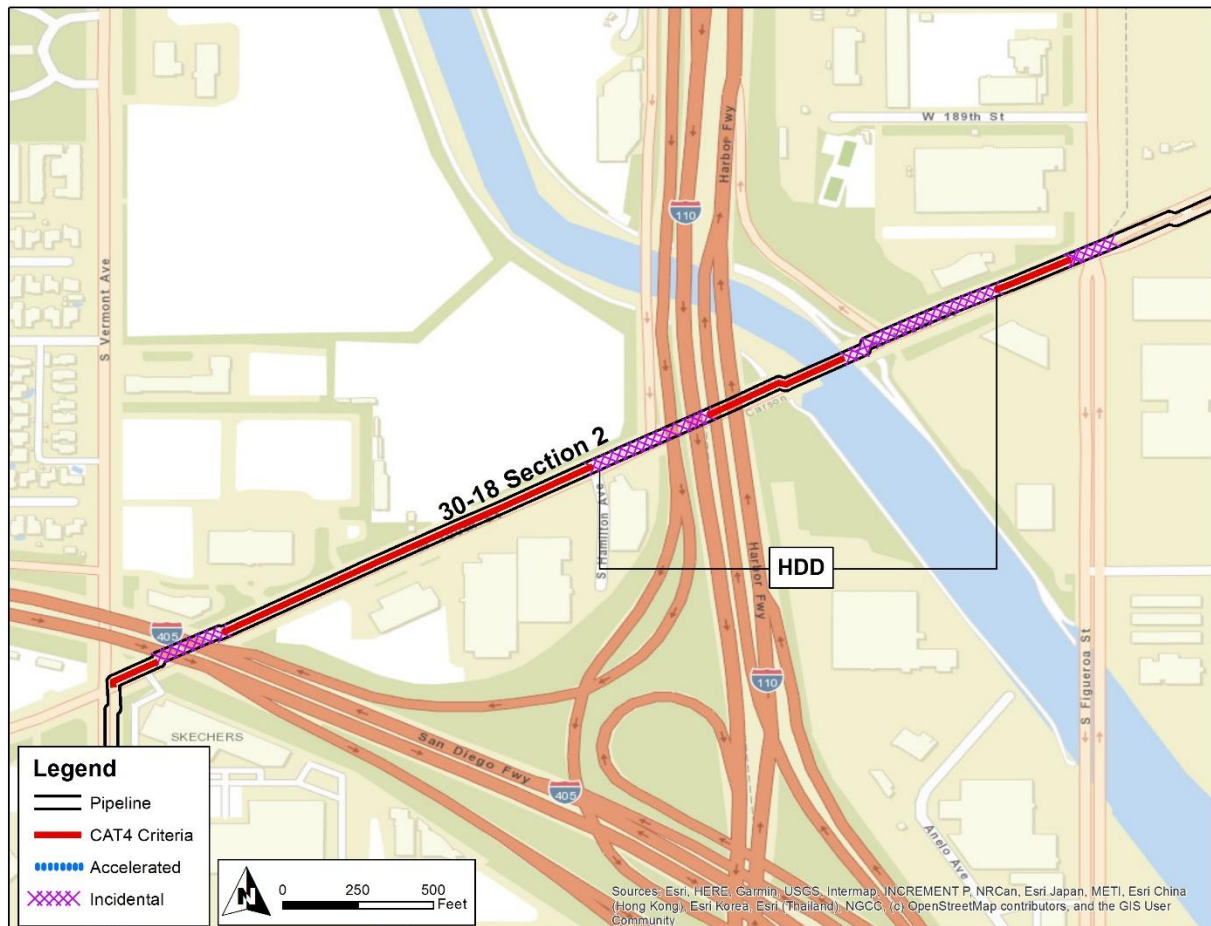 W 189th St
Harbor Fwy
110
S Vermont Ave
Carson
30-18 Section 2
S Hamilton Ave
HDD
Harbor Fwy
405
110
S Figueroa St
SKECHERS
San Diego Fwy
405
Anelo Ave
Legend
Pipeline
CAT4 Criteria
Accelerated
Incidental
N
0 250 500
Feet
Sources: Esri, HERE, Garmin, USGS, Intermap, INCREMENT P, NRCan, Esri Japan, METI, Esri China
(Hong Kong), Esri Korea, Esri (Thailand), NGCC, (c) OpenStreetMap contributors, and the GIS User
Community